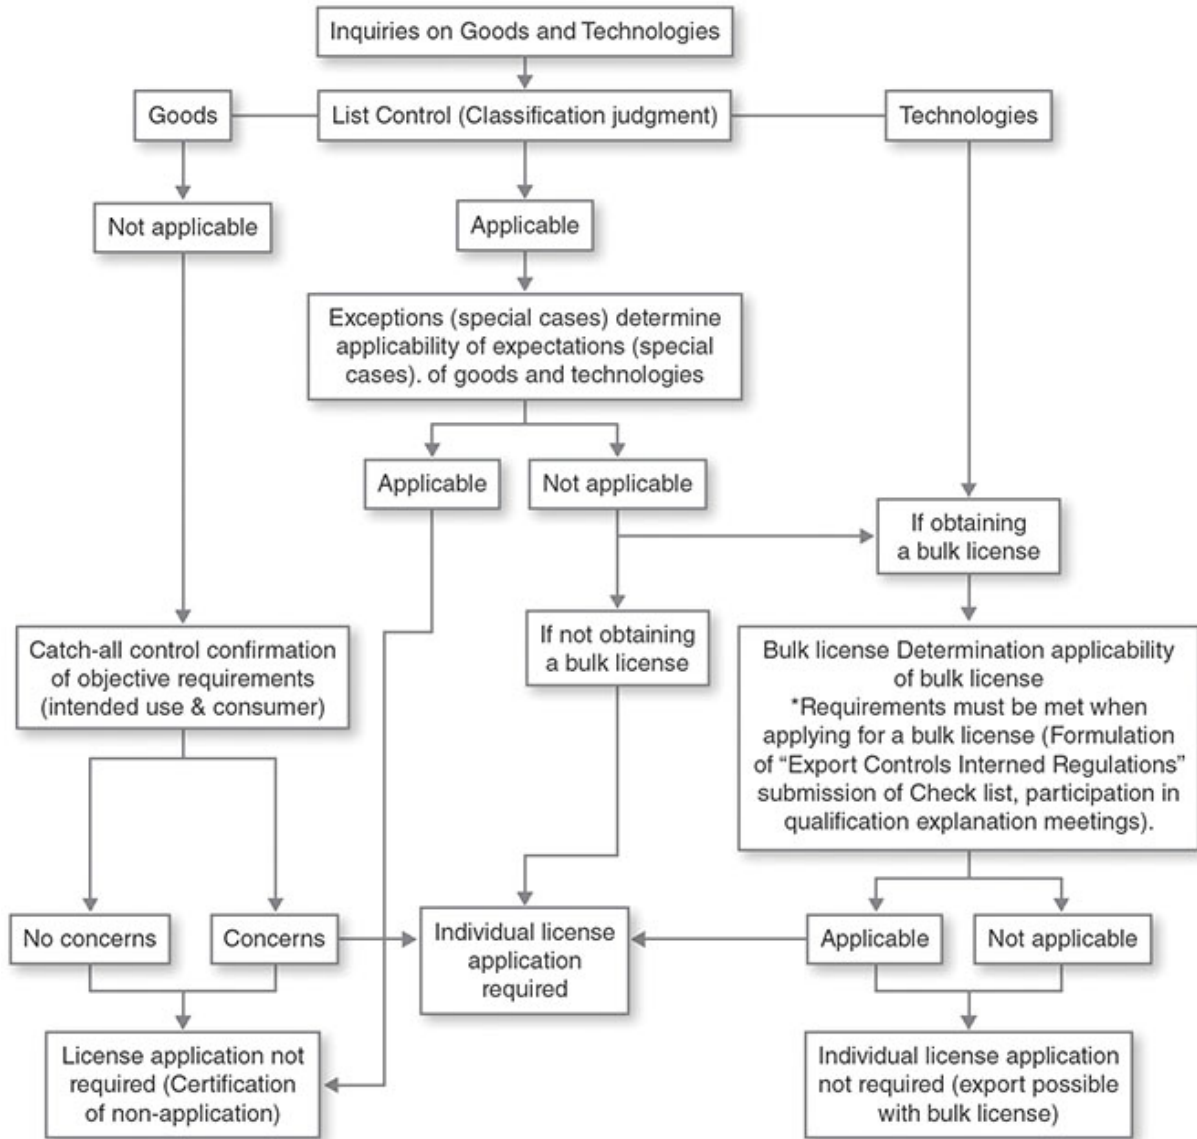 Inquiries on Goods and Technologies
Goods
List Control (Classification judgment)
Technologies
Not applicable
Applicable
Exceptions (special cases) determine
applicability of expectations (special
cases). of goods and technologies
Applicable
Not applicable
If obtaining
a bulk license
If not obtaining
a bulk license
Catch-all control confirmation
of objective requirements
(intended use & consumer)
Bulk license Determination applicability
of bulk license
*Requirements must be met when
applying for a bulk license (Formulation
of “Export Controls Interned Regulations”
submission of Check list, participation in
qualification explanation meetings).
No concerns
Concerns
Individual license
application
required
Applicable
Not applicable
License application not
required (Certification
of non-application)
Individual license application
not required (export possible
with bulk license)